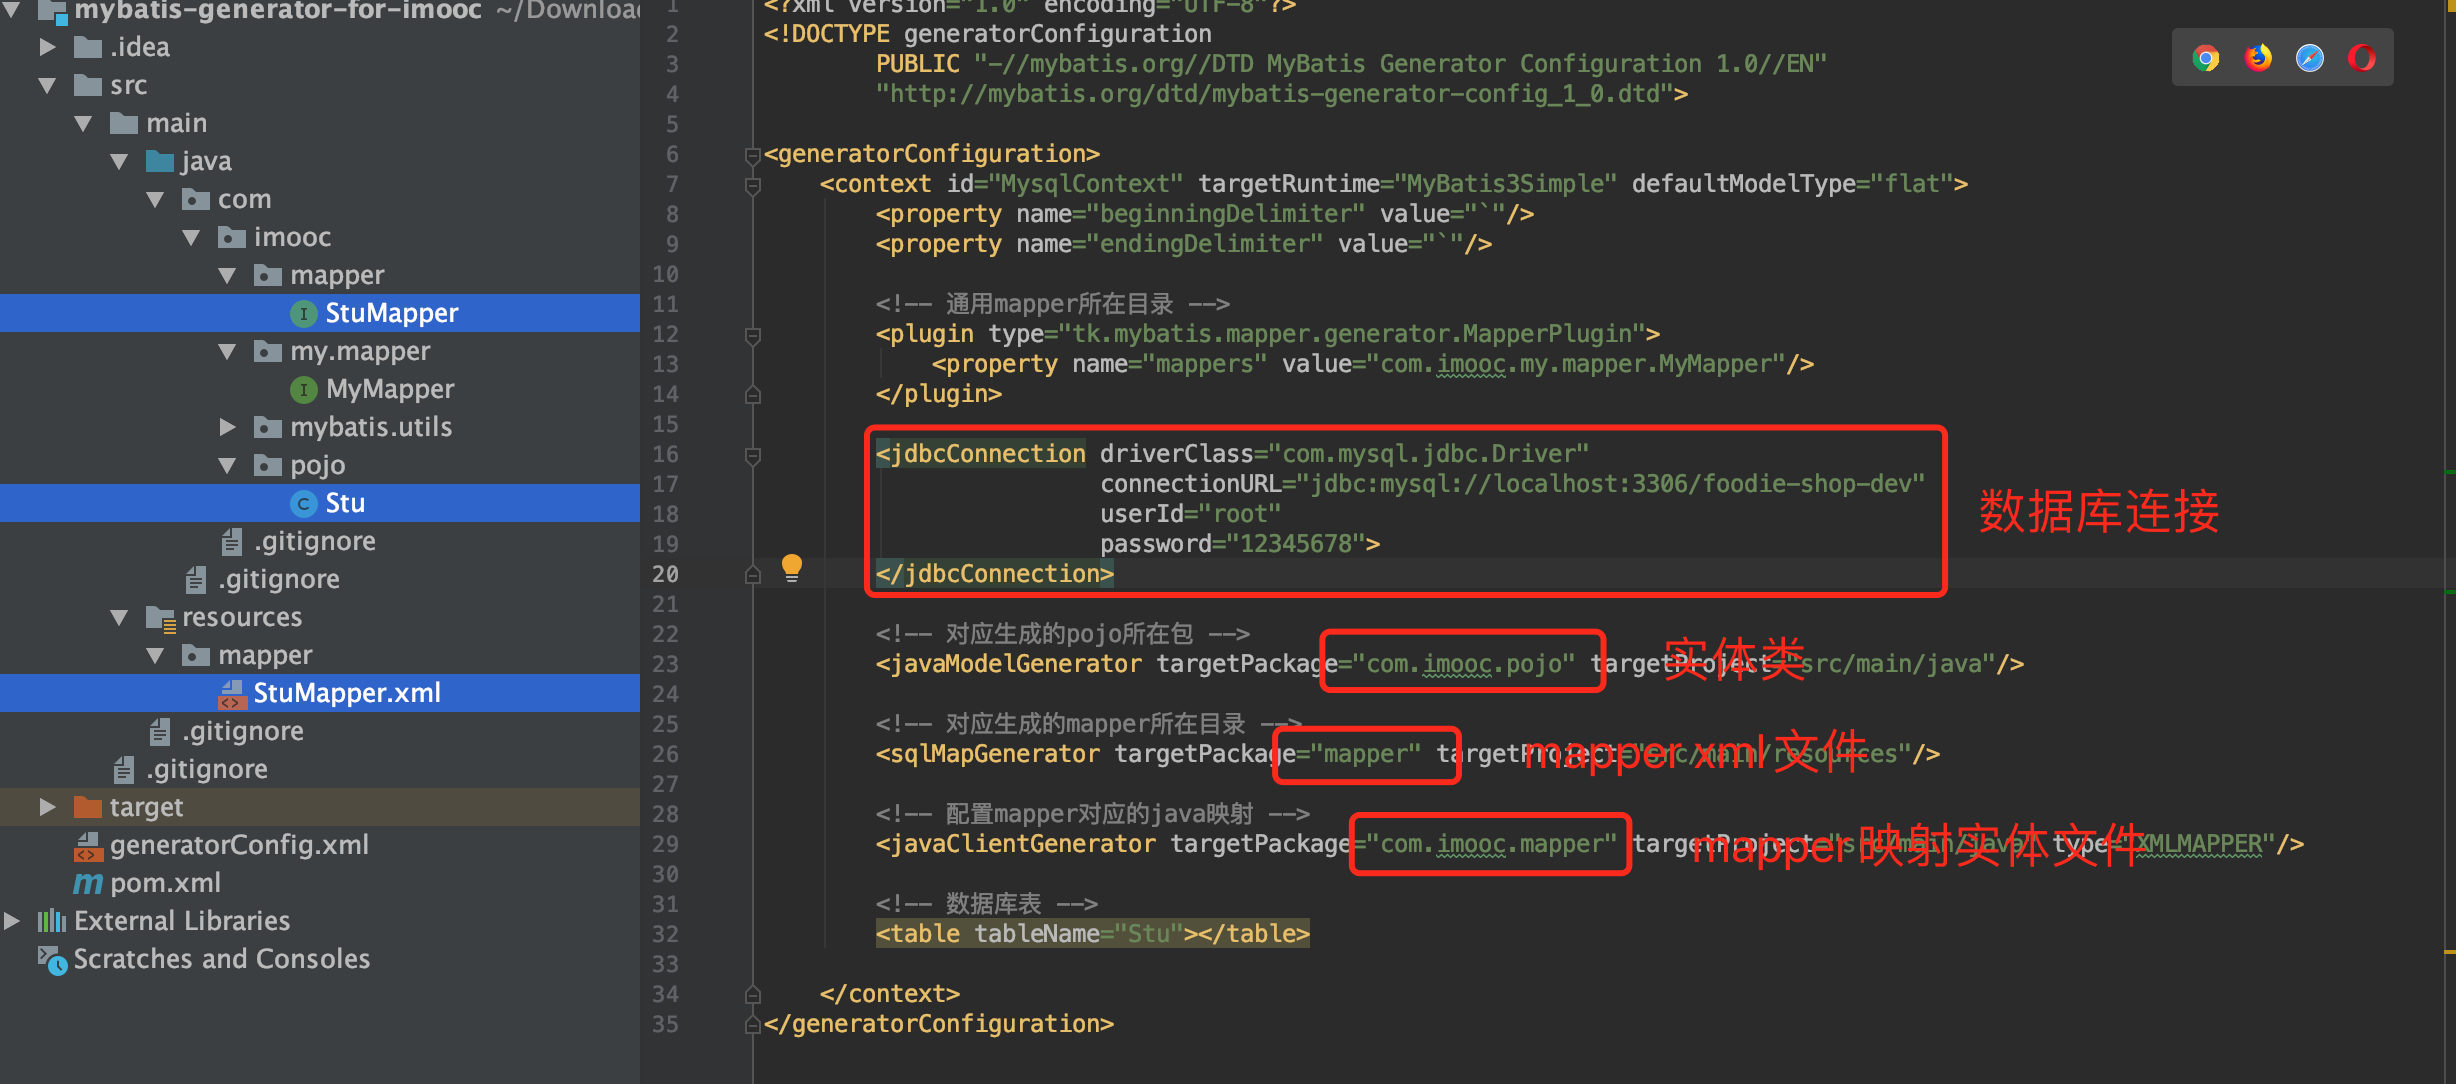 mybatis-generator-for-imooc ~/Downloa
.idea
src
main
java
com
imooc
mapper
StuMapper
my.mapper
MyMapper
mybatis.utils
pojo
Stu
.gitignore
.gitignore
resources
mapper
StuMapper.xml
.gitignore
.gitignore
target
generatorConfig.xml
pom.xml
External Libraries
Scratches and Consoles
1 <?xml version="1.0" encoding="UTF-8"?>
2 <!DOCTYPE generatorConfiguration
3 PUBLIC "-//mybatis.org//DTD MyBatis Generator Configuration 1.0//EN"
4 "http://mybatis.org/dtd/mybatis-generator-config_1_0.dtd">
5
6 <generatorConfiguration>
7 <context id="MysqlContext" targetRuntime="MyBatis3Simple" defaultModelType="flat">
8 <property name="beginningDelimiter" value="`"/>
9 <property name="endingDelimiter" value="`"/>
10
11 <!-- 通用mapper所在目录 -->
12 <plugin type="tk.mybatis.mapper.generator.MapperPlugin">
13 <property name="mappers" value="com.imooc.my.mapper.MyMapper"/>
14 </plugin>
15
16 <jdbcConnection driverClass="com.mysql.jdbc.Driver"
17 connectionURL="jdbc:mysql://localhost:3306/foodie-shop-dev"
18 userId="root"
19 password="12345678">
20 </jdbcConnection>
数据库连接
21
22 <!-- 对应生成的pojo所在包 -->
23 <javaModelGenerator targetPackage="com.imooc.pojo" targetProject="src/main/java"/>
实体类
24
25 <!-- 对应生成的mapper所在目录 -->
26 <sqlMapGenerator targetPackage="mapper" targetProject="src/main/resources"/>
mapper xml 文件
27
28 <!-- 配置mapper对应的java映射 -->
29 <javaClientGenerator targetPackage="com.imooc.mapper" targetProject="src/main/java" type="XMLMAPPER"/>
mapper 映射实体文件
30
31 <!-- 数据库表 -->
32 <table tableName="Stu"></table>
33
34 </context>
35 </generatorConfiguration>